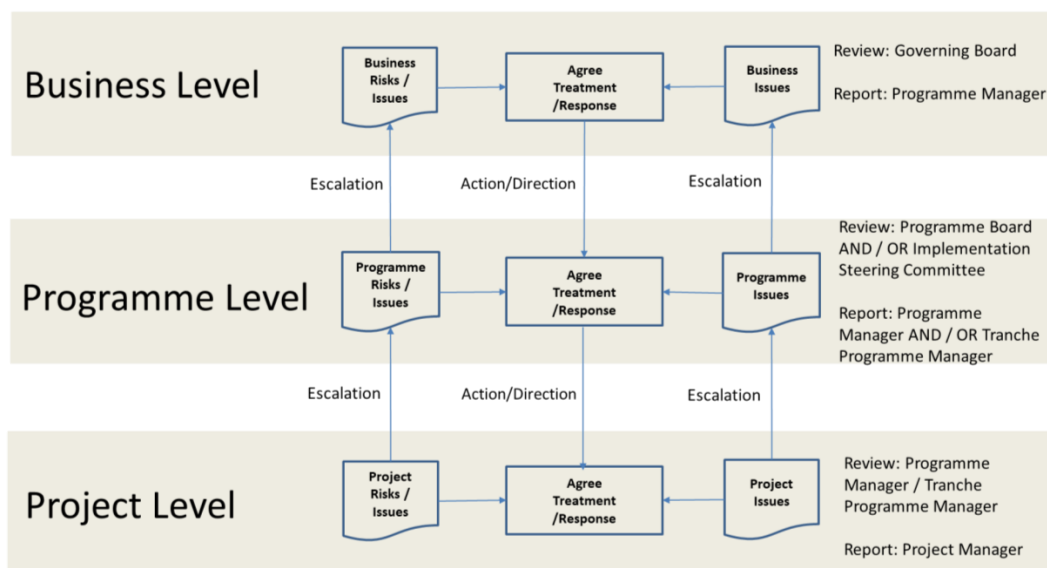 Business Level
Business
Risks /
Issues
Agree
Treatment
/Response
Business
Issues
Review: Governing Board
Report: Programme Manager
Escalation
Action/Direction
Escalation
Programme Level
Programme
Risks /
Issues
Agree
Treatment
/Response
Programme
Issues
Review: Programme Board
AND / OR Implementation
Steering Committee
Report: Programme
Manager AND / OR Tranche
Programme Manager
Escalation
Action/Direction
Escalation
Project Level
Project
Risks /
Issues
Agree
Treatment
/Response
Project
Issues
Review: Programme
Manager / Tranche
Programme Manager
Report: Project Manager